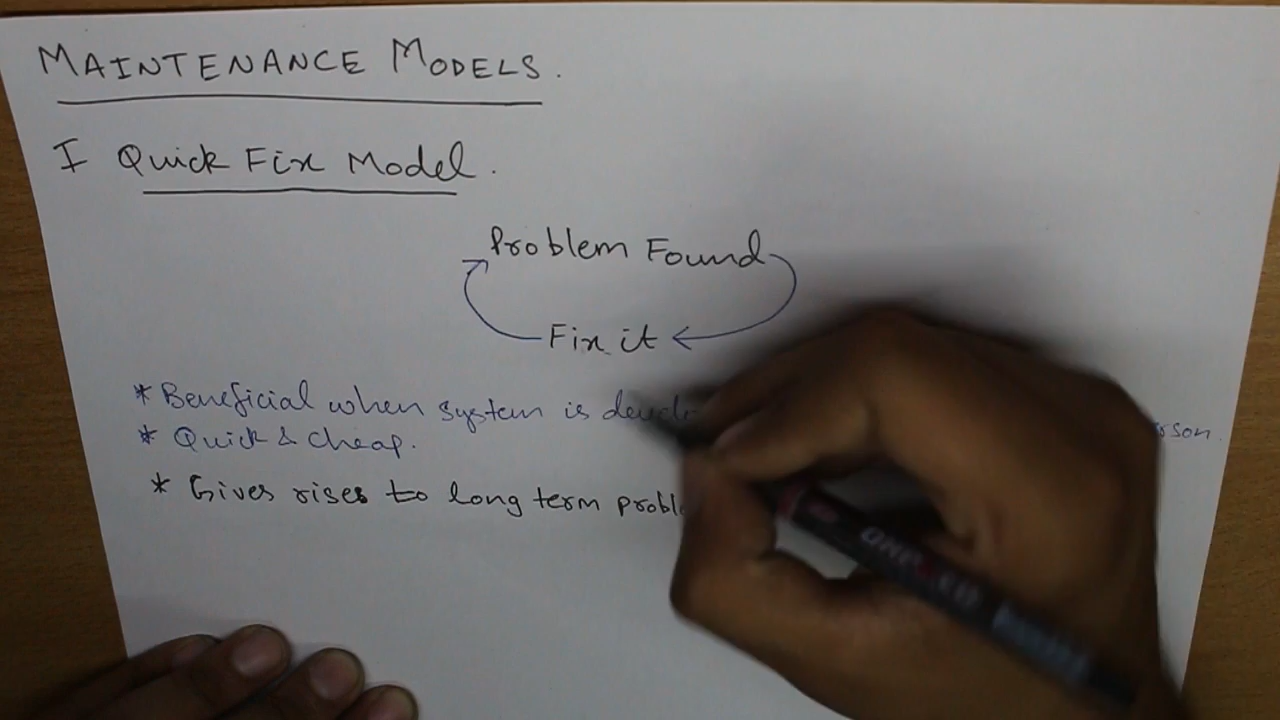 MAINTENANCE MODELS.
I Quick Fix Model.
Problem Found
Fix it
* Beneficial when system is
* Quick & cheap.
* Gives rises to long term